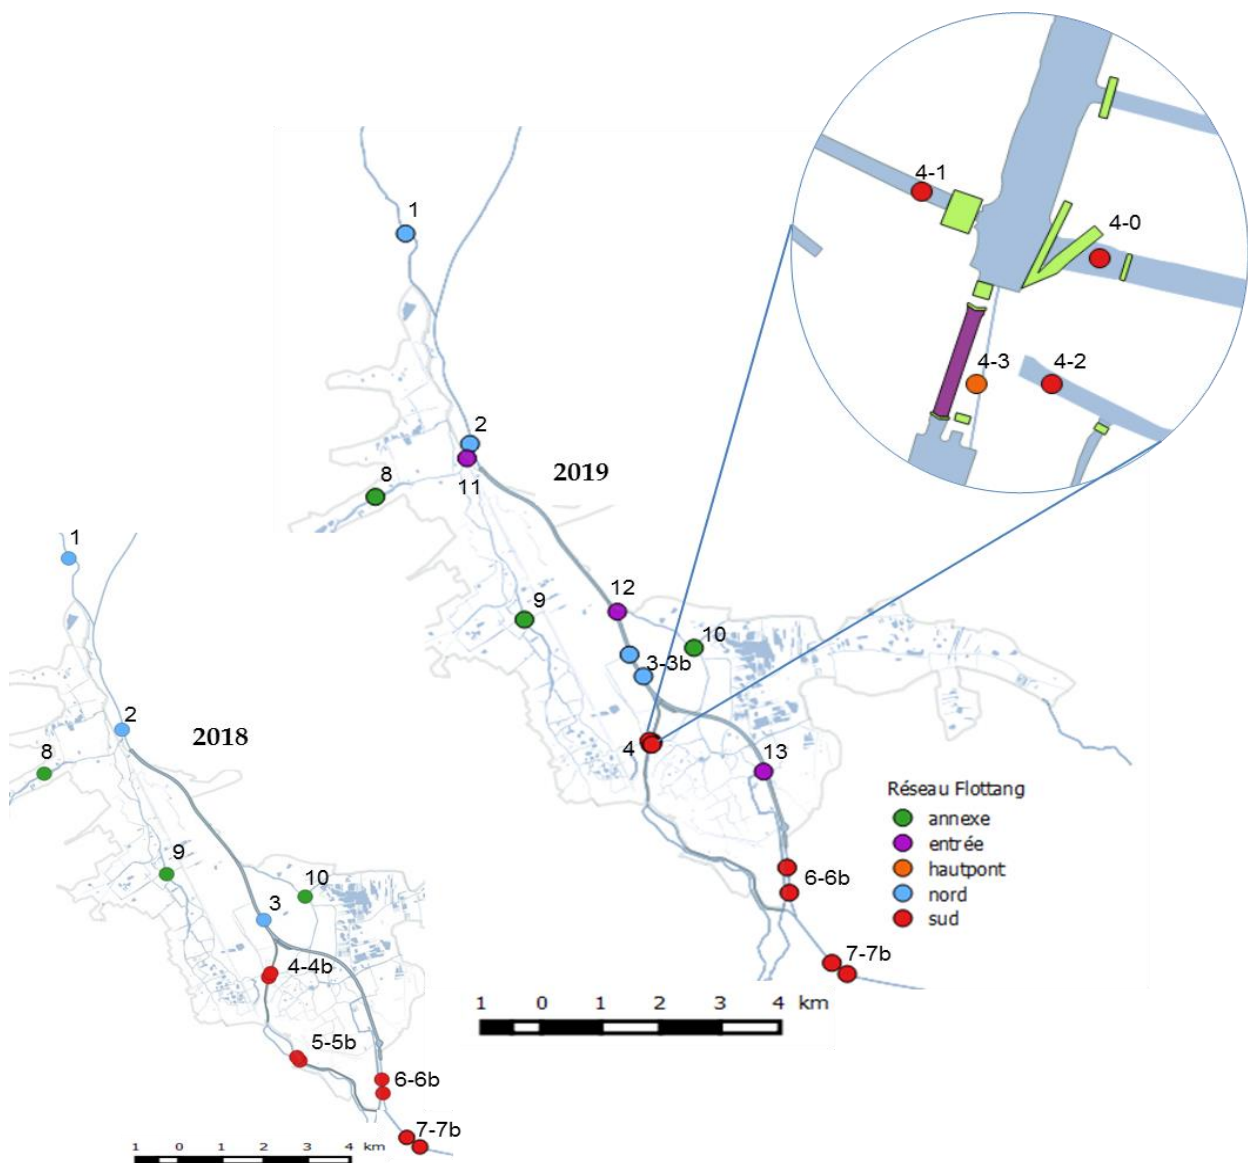 4-1
4-0
4-3
4-2
1
2
11
8
2019
9
12
10
3-3b
4
13
6-6b
7-7b
Réseau Flottang
annexe
entrée
hautpont
nord
sud
1 0 1 2 3 4 km
1
2
2018
8
9
10
3
4-4b
5-5b
6-6b
7-7b
1 0 1 2 3 4 km